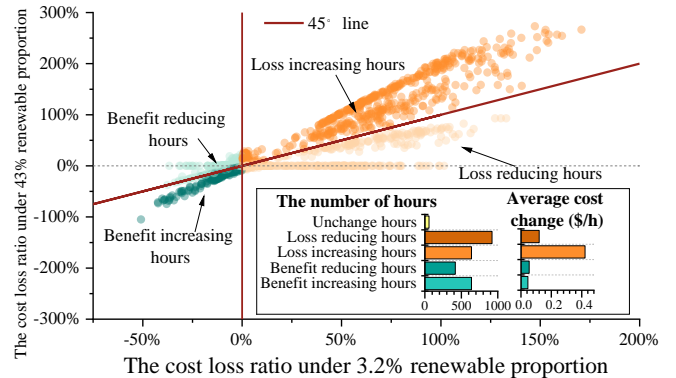 The cost loss ratio under 43% renewable proportion
300%
200%
100%
0%
-100%
-200%
-300%
45° line
Loss increasing hours
Benefit reducing
hours
Loss reducing hours
Benefit increasing
hours
The number of hours
Average cost
change ($/h)
Unchange hours
Loss reducing hours
Loss increasing hours
Benefit reducing hours
Benefit increasing hours
0 500 1000
0.0 0.2 0.4
-50% 0% 50% 100% 150% 200%
The cost loss ratio under 3.2% renewable proportion